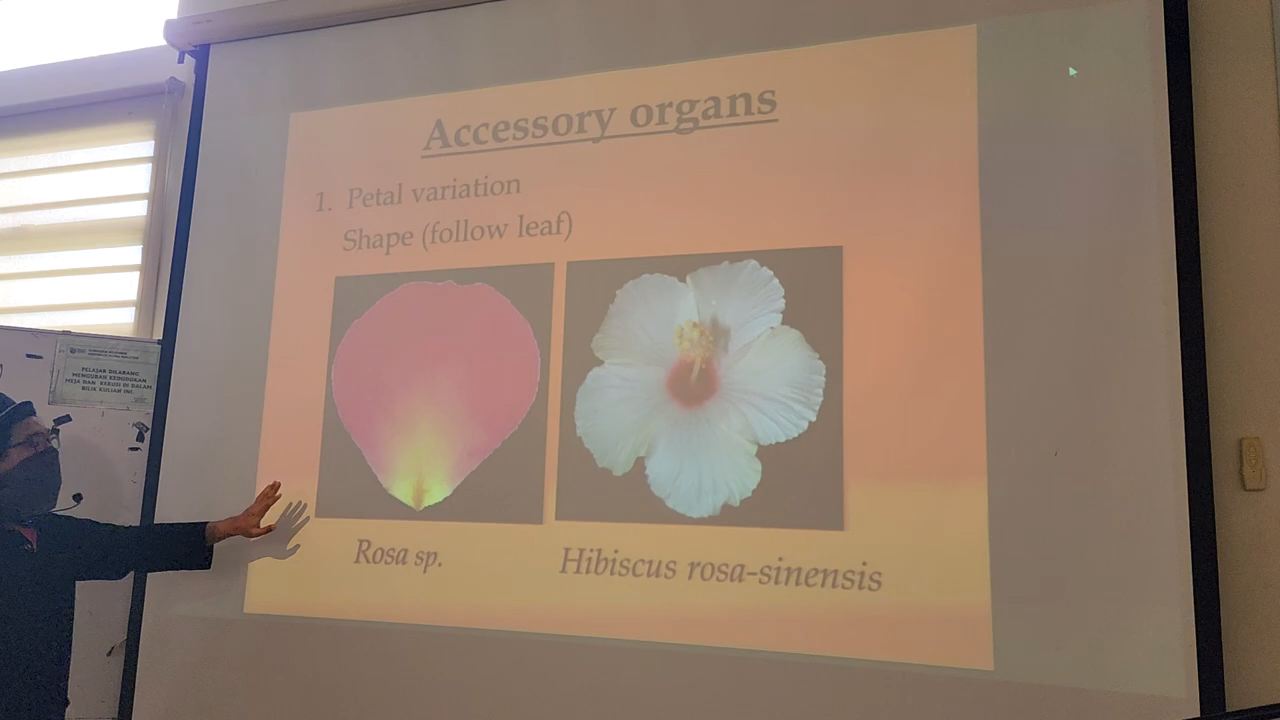 Accessory organs
1. Petal variation
Shape (follow leaf)
Rosa sp.
Hibiscus rosa-sinensis
PELAJAR DILARANG
MENGUBAH KEDUDUKAN
MEJA DAN KERUSI DI DALAM
BILIK KULIAH INI.